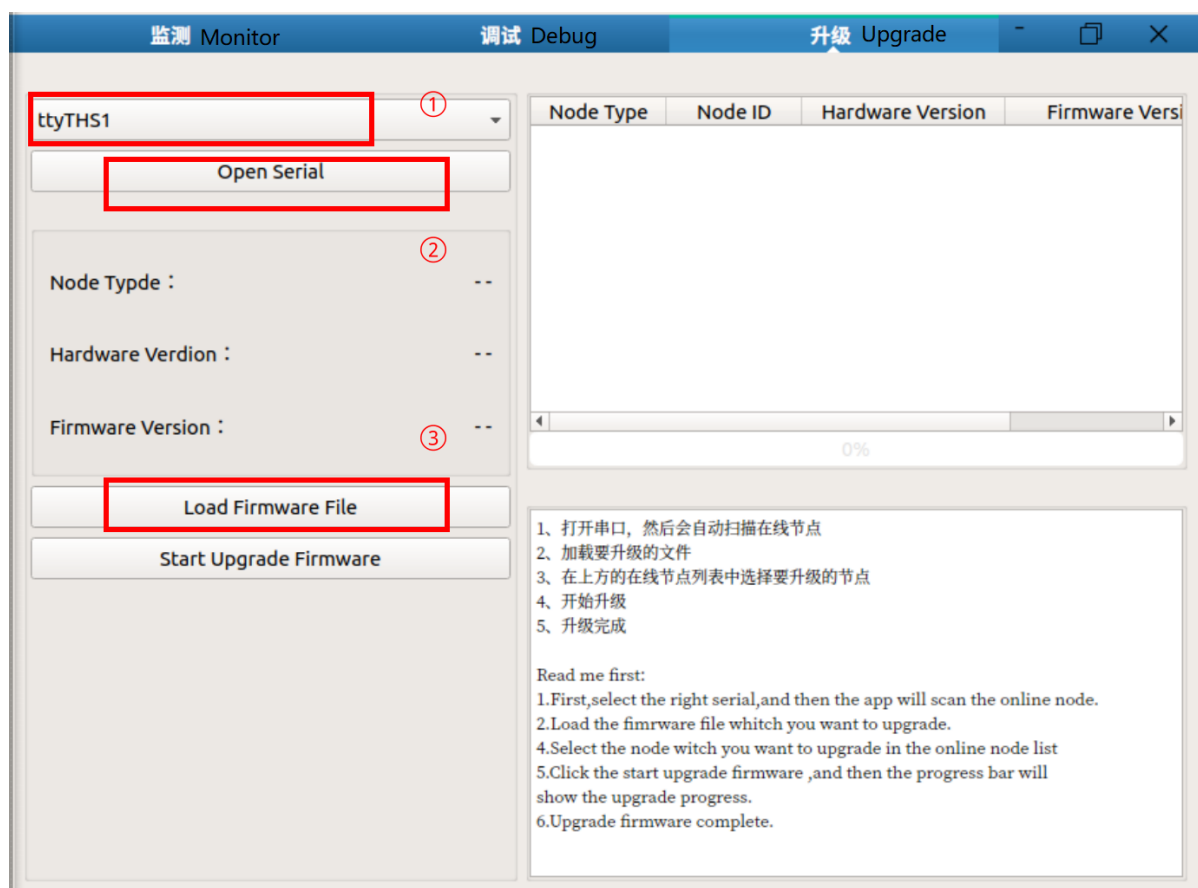 监测 Monitor
调试 Debug
升级 Upgrade
ttyTHS1
①
Open Serial
②
Node Typde：
--
Hardware Verdion：
--
Firmware Version：
--
③
Load Firmware File
Start Upgrade Firmware
Node Type Node ID Hardware Version Firmware Versi
0%
1、打开串口，然后会自动扫描在线节点
2、加载要升级的文件
3、在上方的在线节点列表中选择要升级的节点
4、开始升级
5、升级完成
Read me first:
1.First,select the right serial,and then the app will scan the online node.
2.Load the fimrware file whitch you want to upgrade.
4.Select the node witch you want to upgrade in the online node list
5.Click the start upgrade firmware ,and then the progress bar will
show the upgrade progress.
6.Upgrade firmware complete.